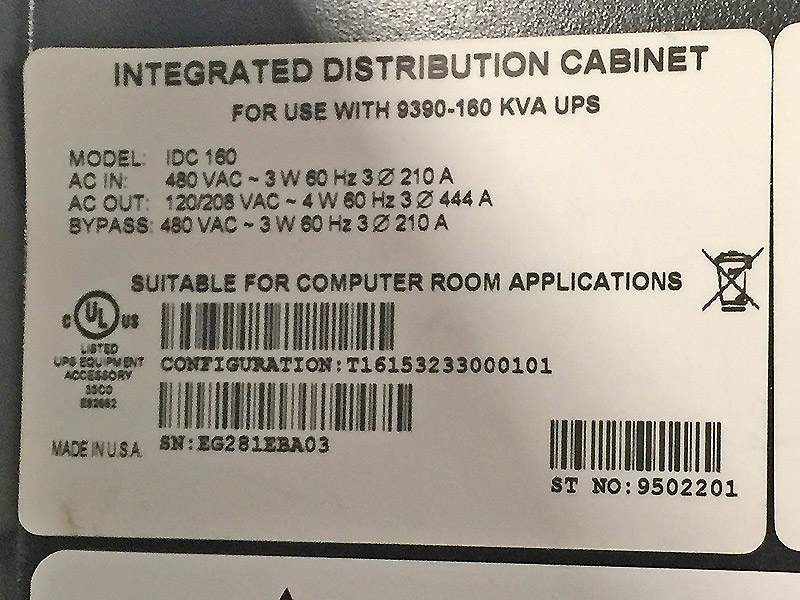 INTEGRATED DISTRIBUTION CABINET
FOR USE WITH 9390-160 KVA UPS
MODEL: IDC 160
AC IN: 480 VAC ~ 3 W 60 Hz 3 Ø 210 A
AC OUT: 120/208 VAC ~ 4 W 60 Hz 3 Ø 444 A
BYPASS: 480 VAC ~ 3 W 60 Hz 3 Ø 210 A
SUITABLE FOR COMPUTER ROOM APPLICATIONS
C UL US
LISTED
UPS EQUIPMENT
ACCESSORY
CONFIGURATION:T16153233000101
SN:EG281EBA03
MADE IN U.S.A.
ST NO:9502201